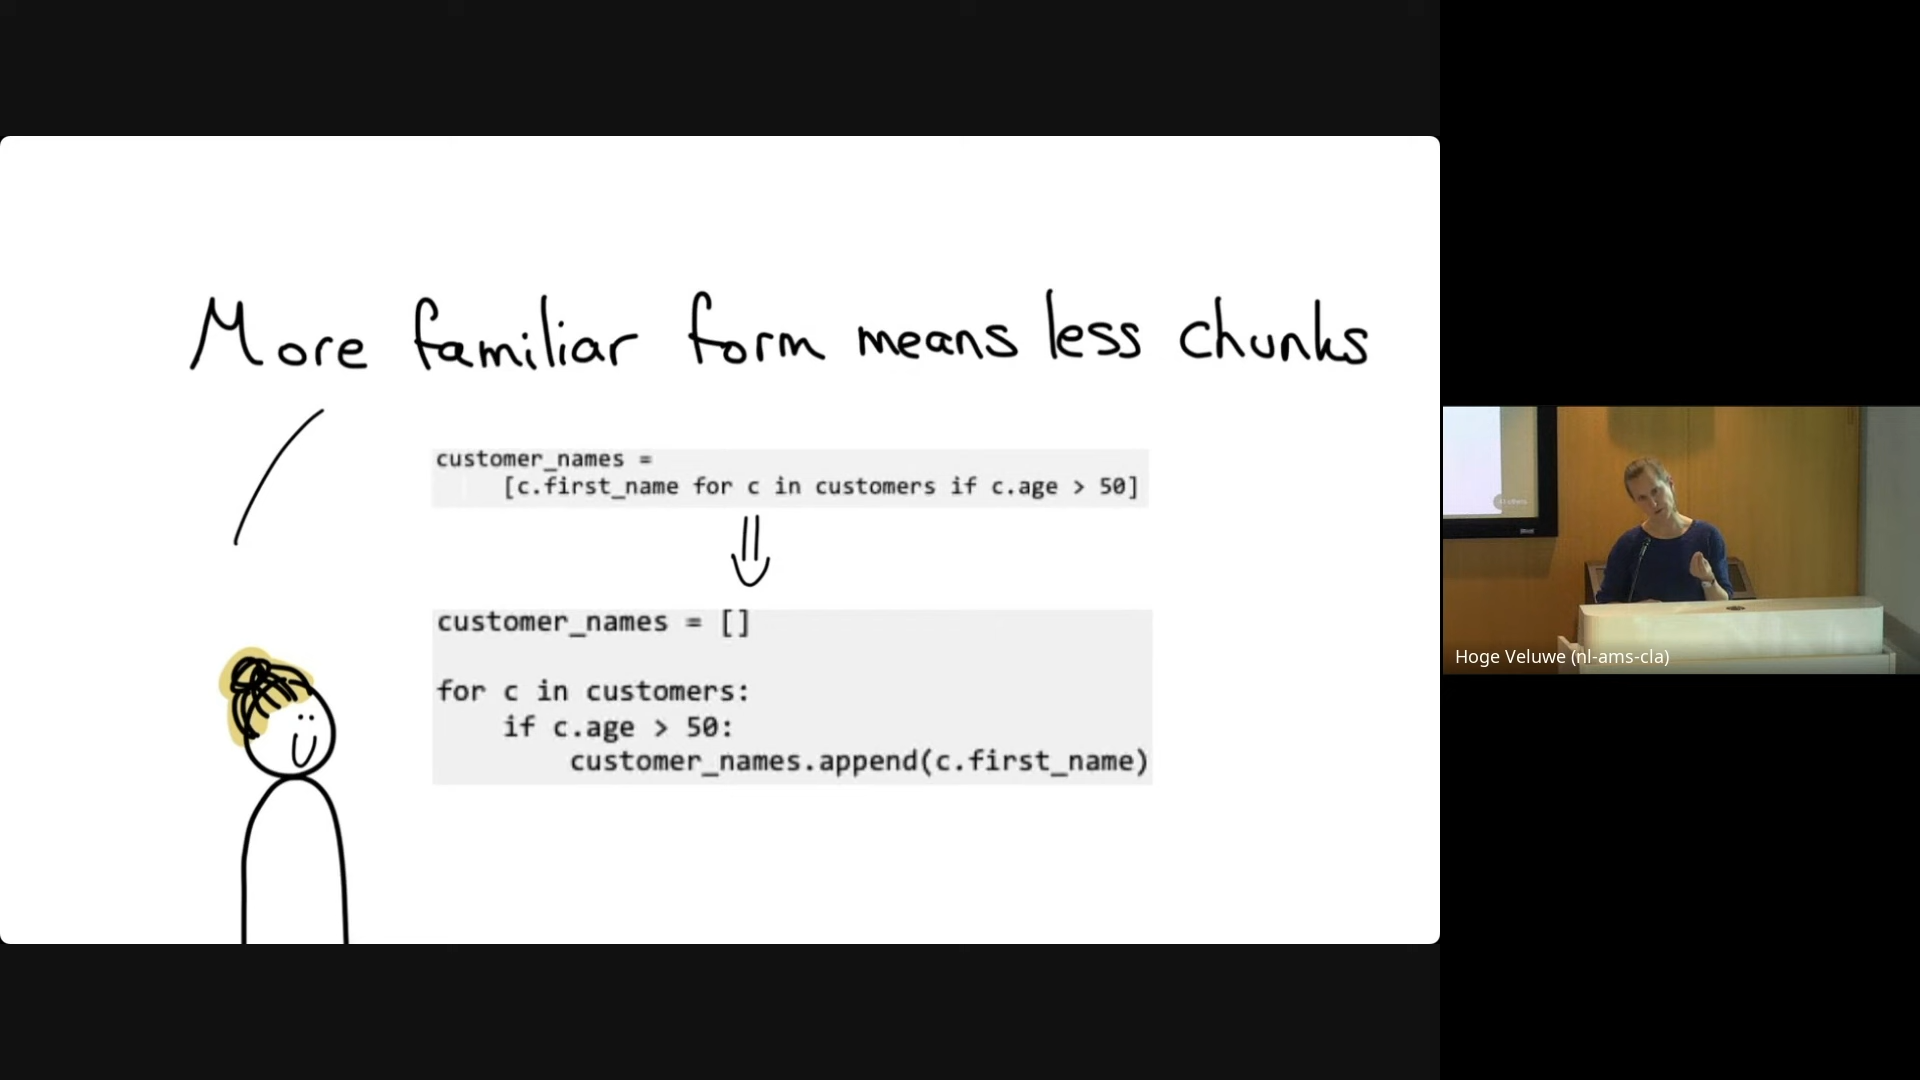 More familiar form means less chunks
customer_names =
[c.first_name for c in customers if c.age > 50]
customer_names = []
for c in customers:
if c.age > 50:
customer_names.append(c.first_name)
Hoge Veluwe (nl-ams-cla)